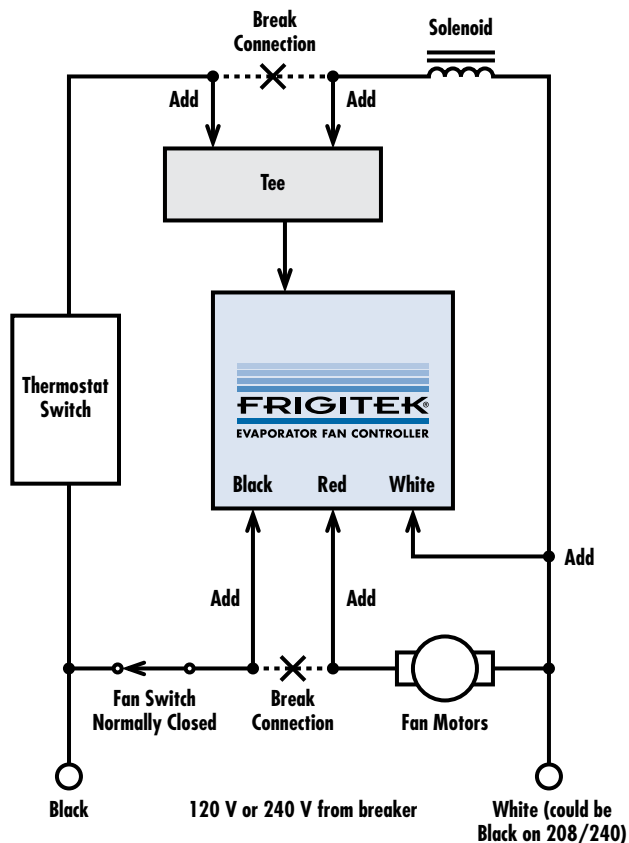 Break
Connection
Solenoid
Add
Add
Tee
Thermostat
Switch
FRIGITEK®
EVAPORATOR FAN CONTROLLER
Black
Red
White
Add
Add
Add
Fan Switch
Normally Closed
Break
Connection
Fan Motors
Black
120 V or 240 V from breaker
White (could be
Black on 208/240)